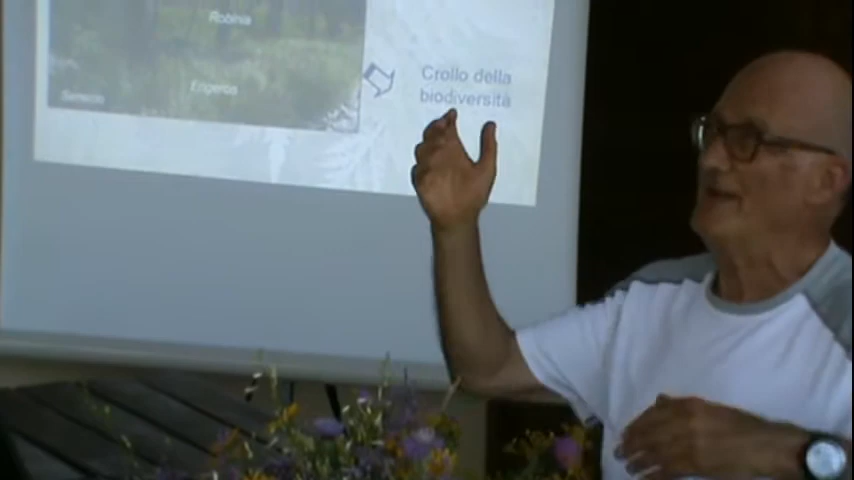 Robinia
Erigeron
Senecio
Crollo della
biodiversità